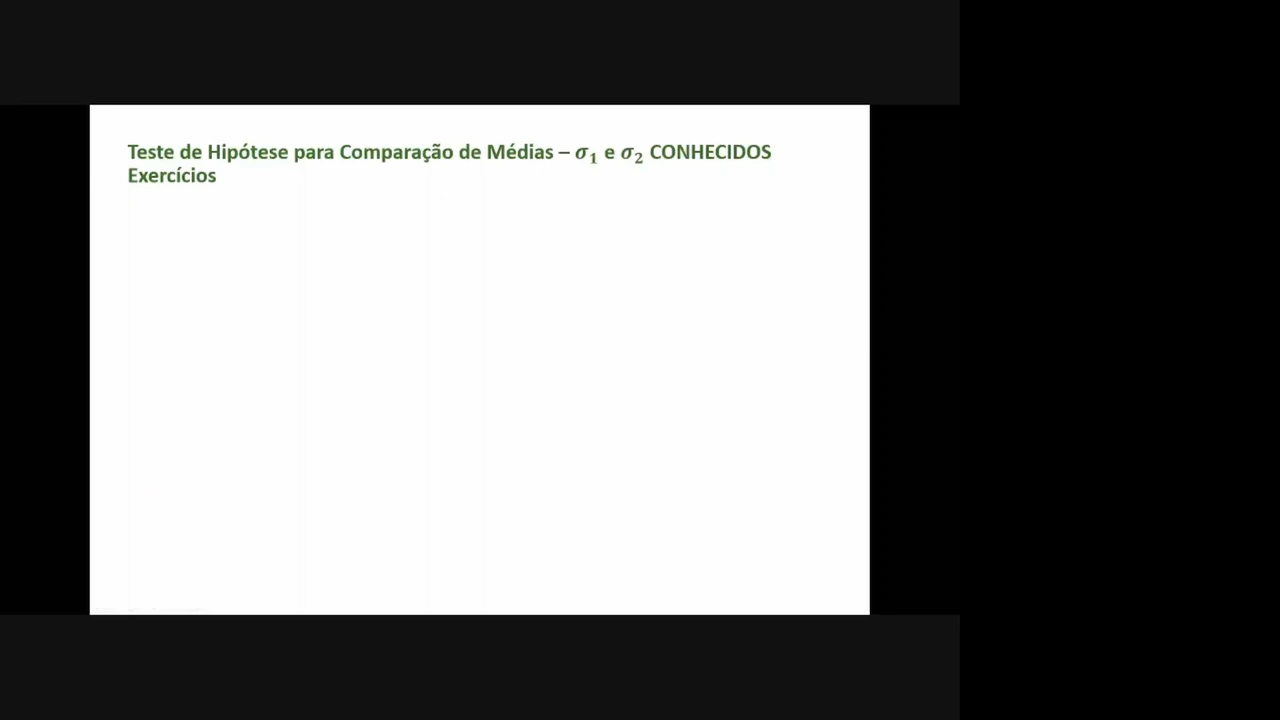 Teste de Hipótese para Comparação de Médias – σ₁ e σ₂ CONHECIDOS
Exercícios